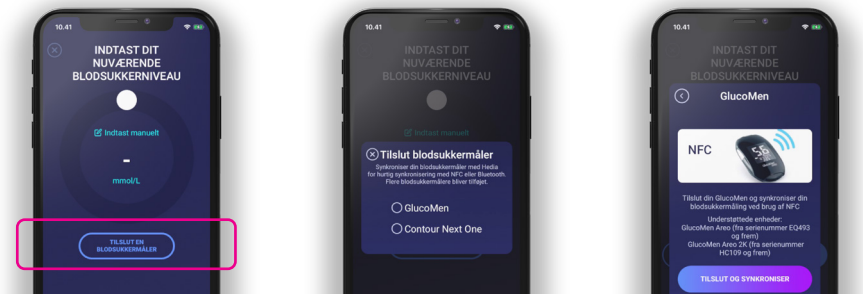 10.41
INDTAST DIT
NUVÆRENDE
BLODSUKKERNIVEAU
Indtast manuelt
-
mmol/L
TILSLUT EN
BLODSUKKERMÅLER
10.41
INDTAST DIT
NUVÆRENDE
BLODSUKKERNIVEAU
Indtast manuelt
Tilslut blodsukkermåler
Synkroniser din blodsukkermåler med Hedia
for hurtig synkronisering med NFC eller Bluetooth.
Flere blodsukkermålere bliver tilføjet.
GlucoMen
Contour Next One
10.41
INDTAST DIT
NUVÆRENDE
BLODSUKKERNIVEAU
GlucoMen
NFC
5.6
Tilslut din GlucoMen og synkroniser din
blodsukkermåling ved brug af NFC
Understøttede enheder:
GlucoMen Areo (fra serienummer EQ493
og frem)
GlucoMen Areo 2K (fra serienummer
HC109 og frem)
TILSLUT OG SYNKRONISER